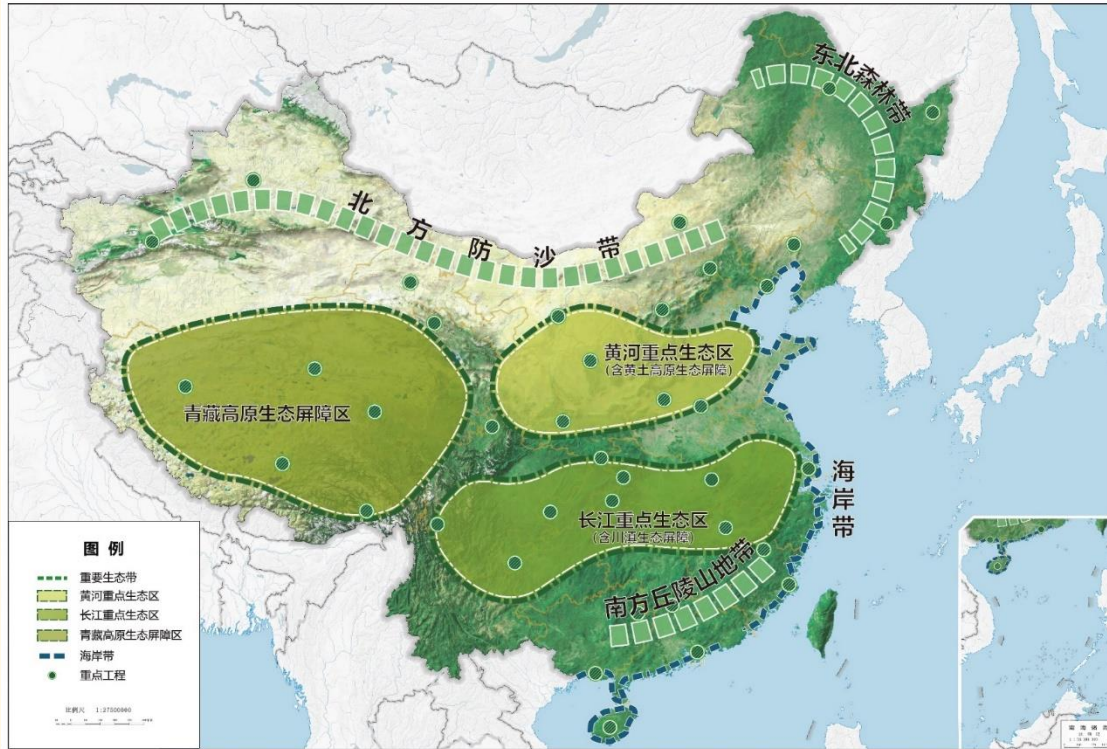 东北森林带
北方防沙带
黄河重点生态区
(含黄土高原生态屏障)
青藏高原生态屏障区
海岸带
长江重点生态区
(含川滇生态屏障)
南方丘陵山地带
图例
重要生态带
黄河重点生态区
长江重点生态区
青藏高原生态屏障区
海岸带
重点工程
比例尺 1:27500000